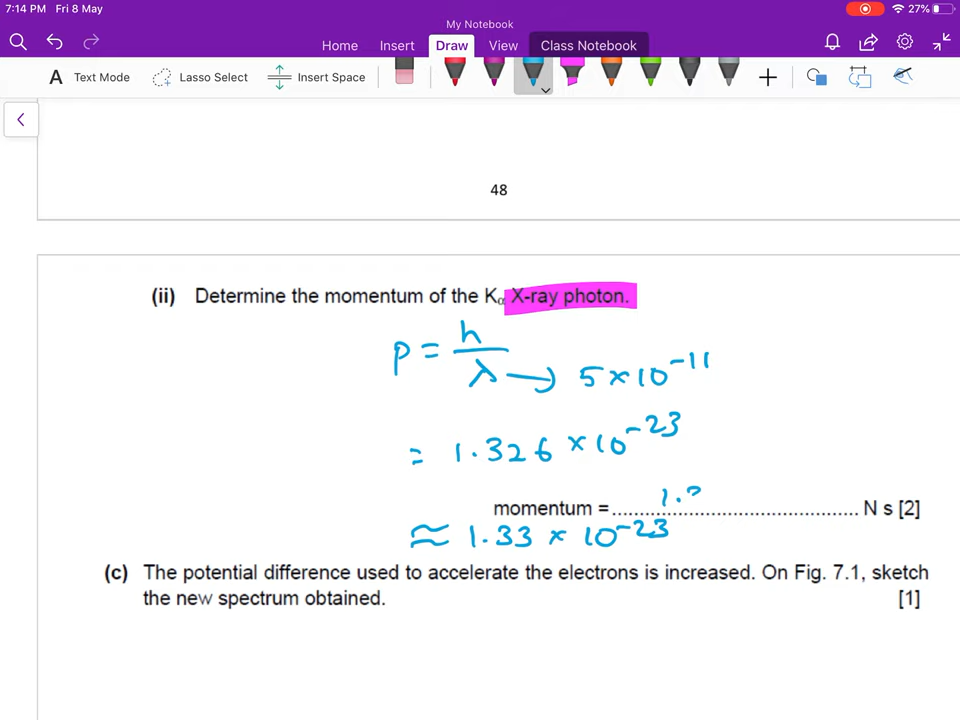 7:14 PM Fri 8 May 27%
My Notebook
Home Insert Draw View Class Notebook
A Text Mode Lasso Select Insert Space
48
(ii) Determine the momentum of the Kα X-ray photon.
p = h/λ → 5 × 10⁻¹¹
= 1.326 × 10⁻²³
momentum = ............................................. N s [2]
≈ 1.33 × 10⁻²³
(c) The potential difference used to accelerate the electrons is increased. On Fig. 7.1, sketch
the new spectrum obtained. [1]